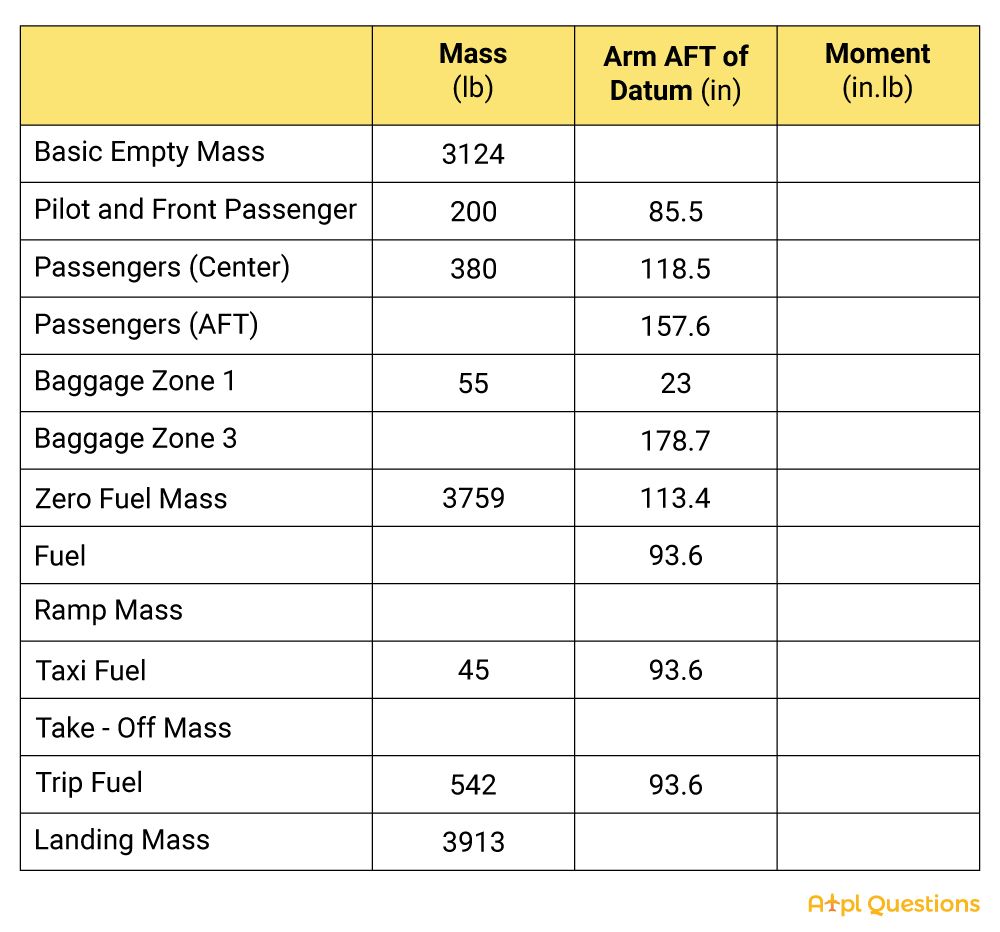 Mass (lb) Arm AFT of Datum (in) Moment (in.lb)
Basic Empty Mass 3124
Pilot and Front Passenger 200 85.5
Passengers (Center) 380 118.5
Passengers (AFT) 157.6
Baggage Zone 1 55 23
Baggage Zone 3 178.7
Zero Fuel Mass 3759 113.4
Fuel 93.6
Ramp Mass
Taxi Fuel 45 93.6
Take - Off Mass
Trip Fuel 542 93.6
Landing Mass 3913
Atpl Questions